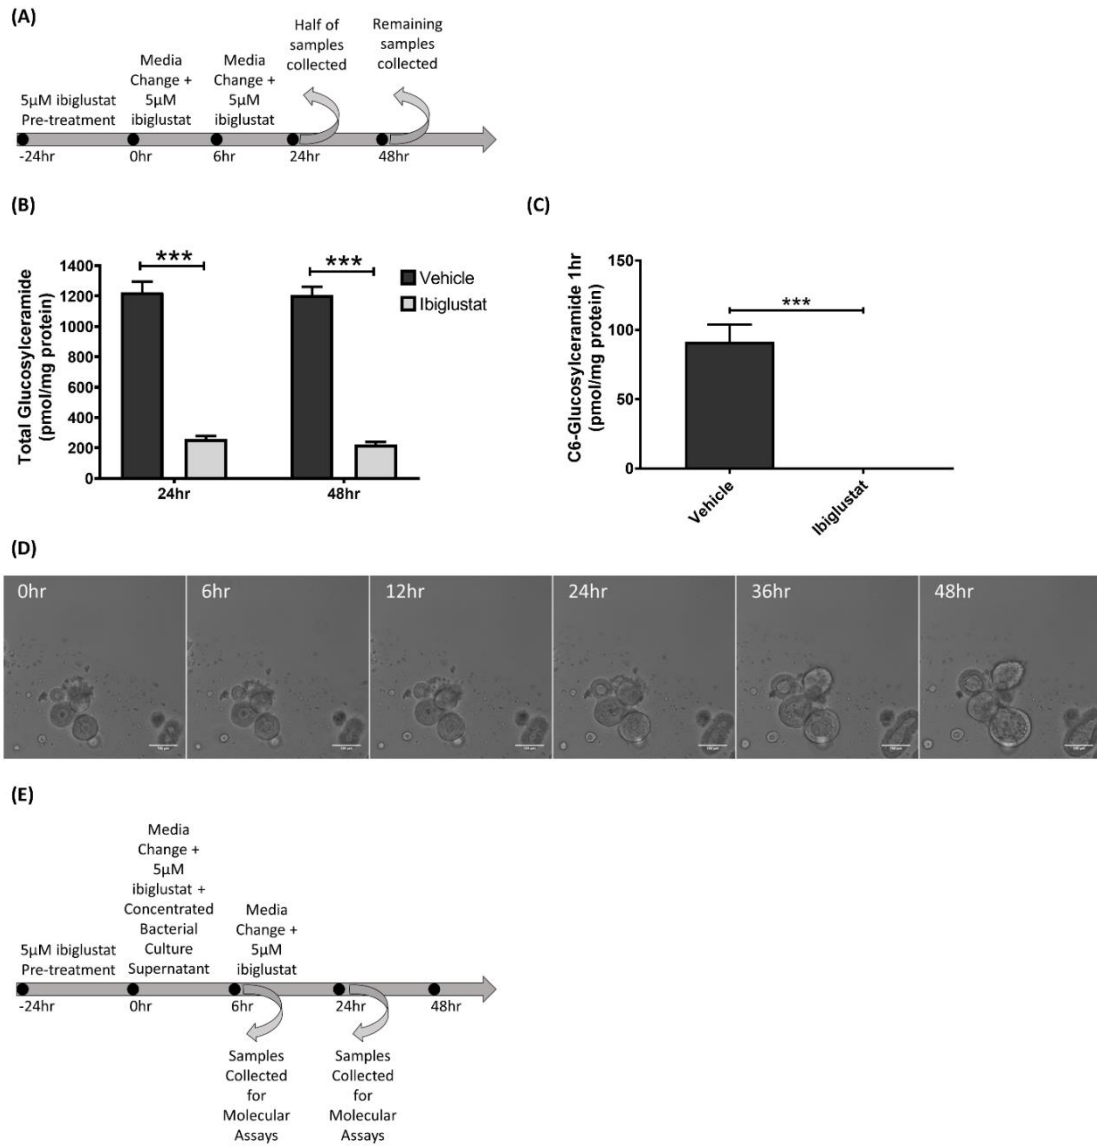 (A)
Half of
samples
collected
Remaining
samples
collected
Media
Change +
5μM
ibiglustat
Media
Change +
5μM
ibiglustat
5μM ibiglustat
Pre-treatment
-24hr
0hr
6hr
24hr
48hr
(B)
Total Glucosylceramide
(pmol/mg protein)
1400
1200
1000
800
600
400
200
0
***
***
24hr
48hr
Vehicle
Ibiglustat
(C)
C6-Glucosylceramide 1hr
(pmol/mg protein)
150
100
50
0
***
Vehicle
Ibiglustat
(D)
0hr
6hr
12hr
24hr
36hr
48hr
(E)
Media
Change +
5μM
ibiglustat +
Concentrated
Bacterial
Culture
Supernatant
Media
Change +
5μM
ibiglustat
5μM ibiglustat
Pre-treatment
-24hr
0hr
6hr
24hr
48hr
Samples
Collected
for
Molecular
Assays
Samples
Collected
for
Molecular
Assays